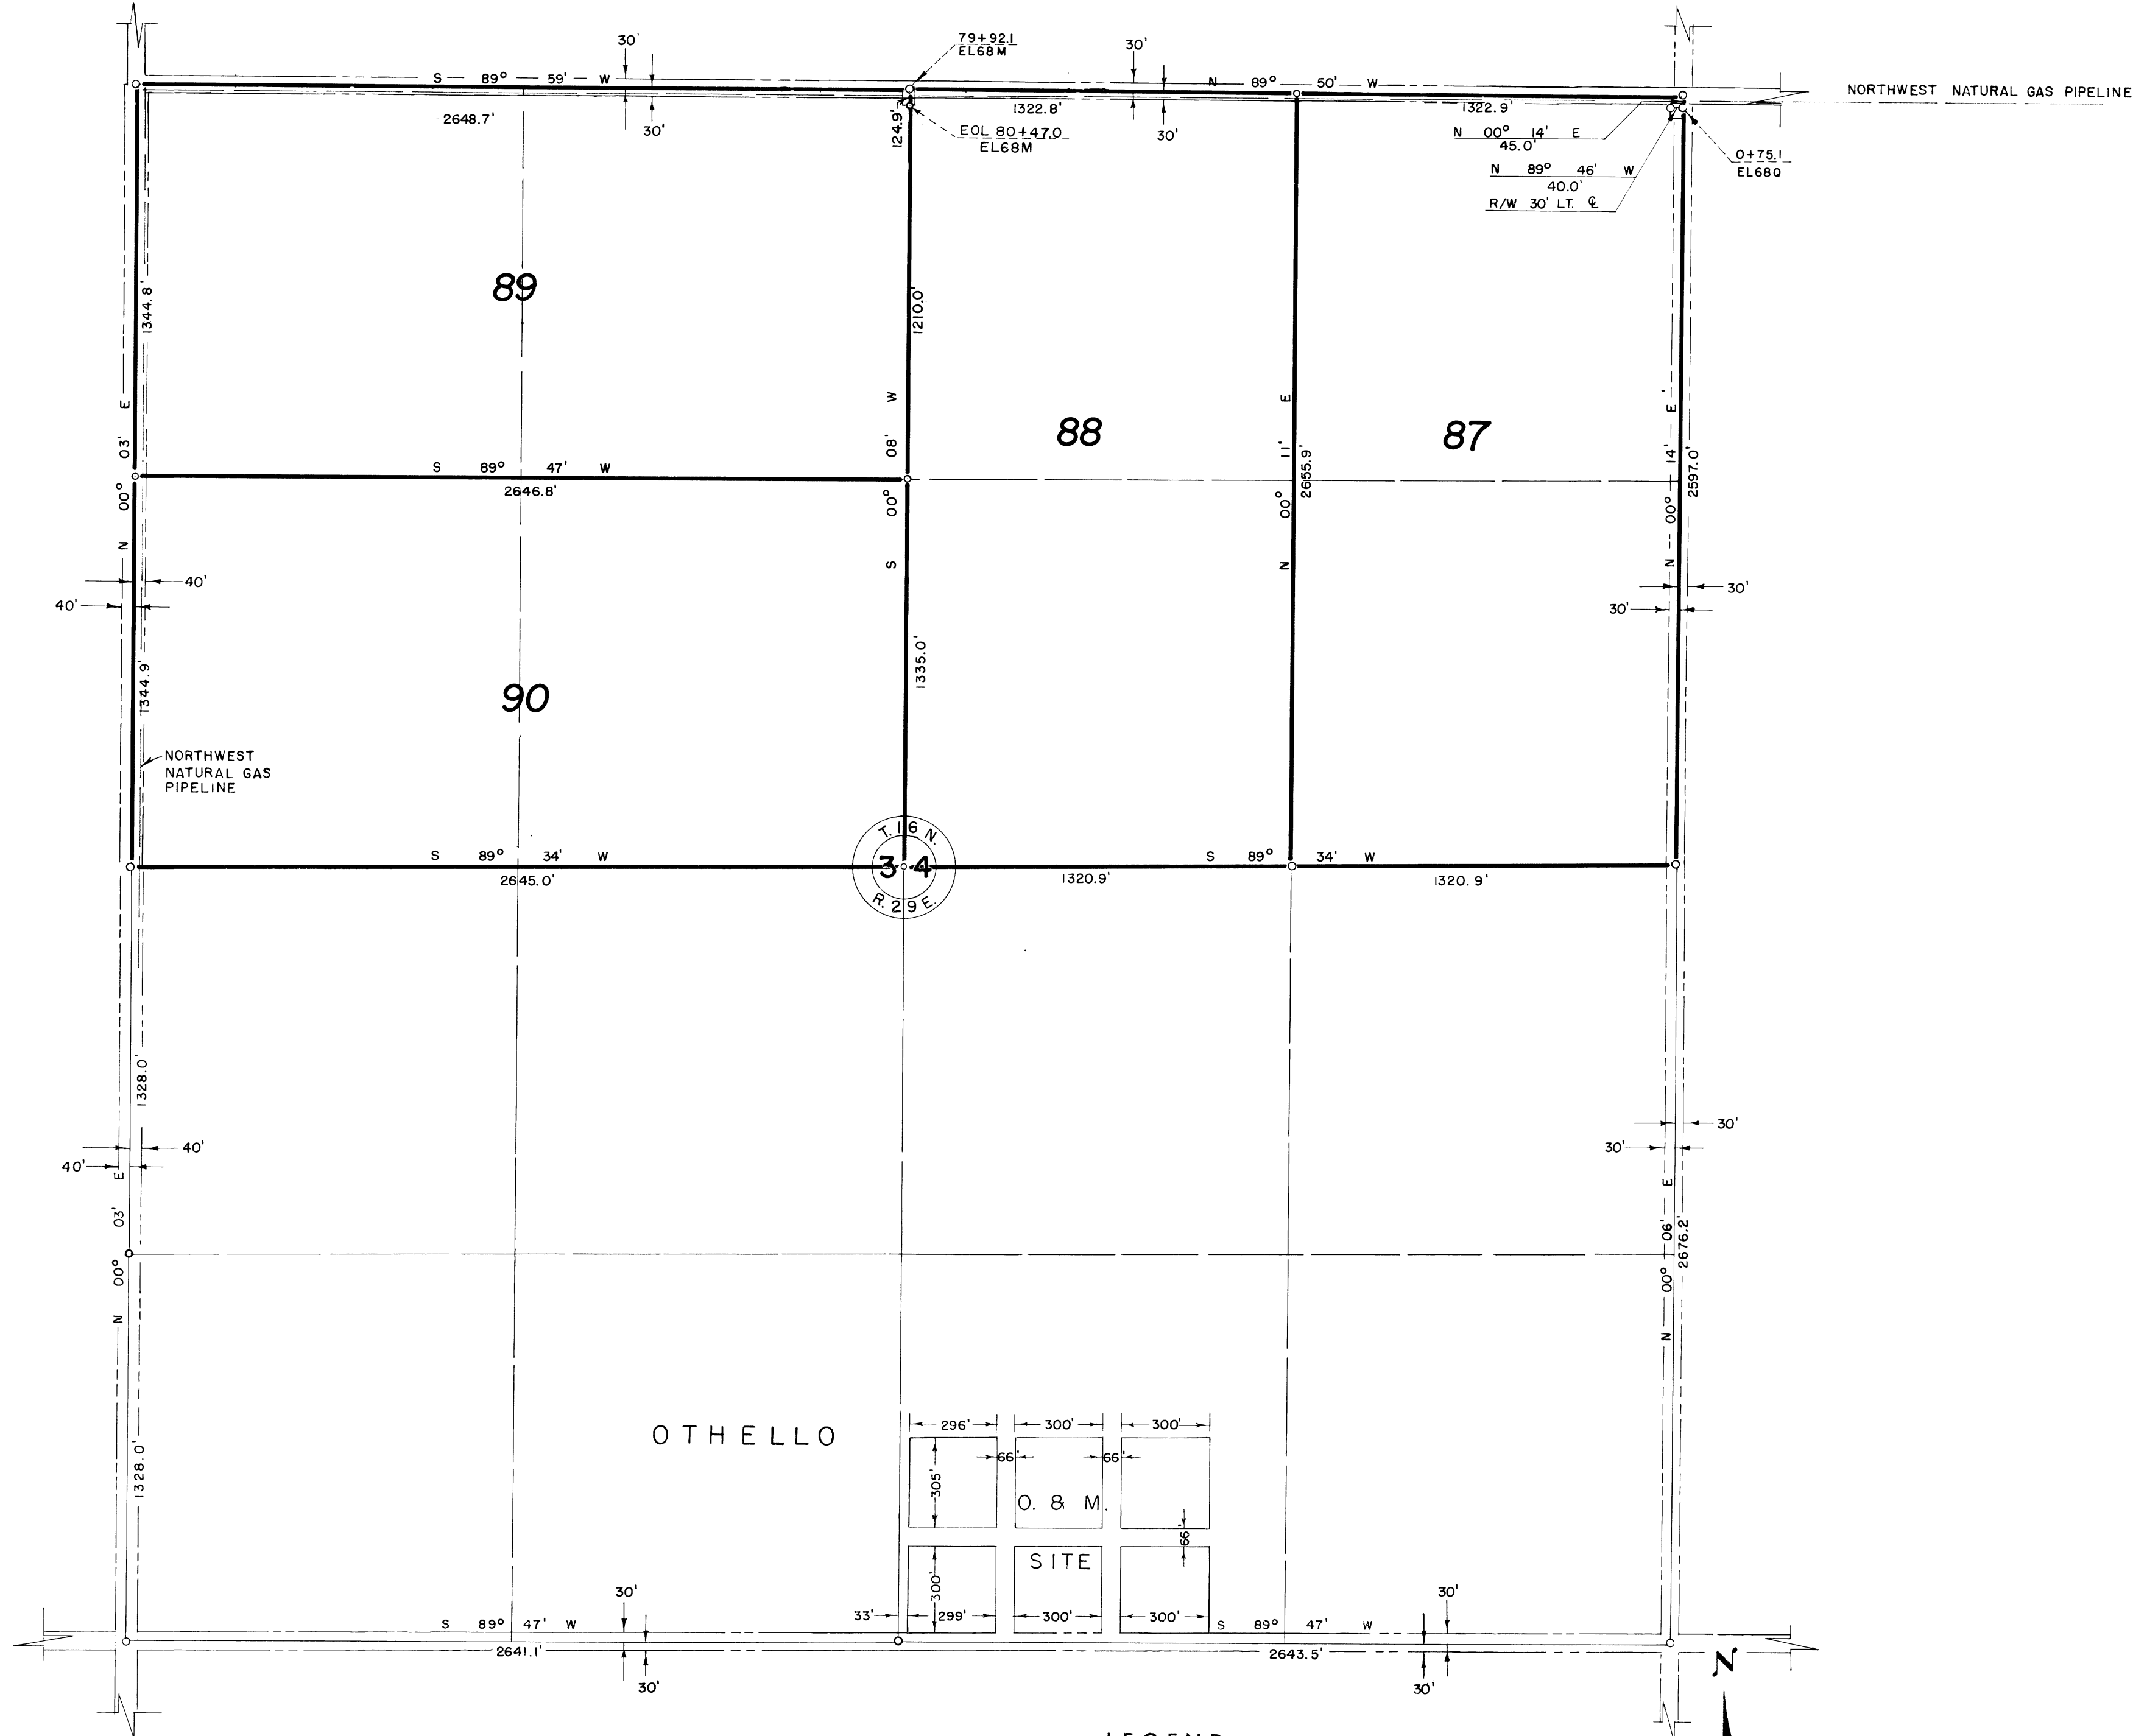 79+92.1
EL68M
30'
30'
S 89° 59' W
N 89° 50' W
NORTHWEST NATURAL GAS PIPELINE
2648.7'
30'
124.9'
EOL 80+47.0
EL68M
1322.8'
30'
1322.9'
N 00° 14' E
45.0'
N 89° 46' W
40.0'
R/W 30' LT. ℄
0+75.1
EL68Q
89
1344.8'
1210.0'
88
87
N 00° 03' E
S 00° 08' W
N 00° 11' E
2655.9'
N 00° 14' E
2597.0'
S 89° 47' W
2646.8'
40'
40'
30'
30'
1344.9'
1335.0'
90
NORTHWEST
NATURAL GAS
PIPELINE
S 89° 34' W
2645.0'
T. 16 N.
34
R. 29 E.
S 89° 34' W
1320.9'
1320.9'
1328.0'
40'
40'
30'
30'
N 00° 03' E
N 00° 06' E
2676.2'
1328.0'
OTHELLO
296'
300'
300'
66'
66'
305'
O. & M.
66'
SITE
300'
33'
299'
300'
300'
30'
30'
S 89° 47' W
S 89° 47' W
2641.1'
2643.5'
30'
30'
N
LEGEND